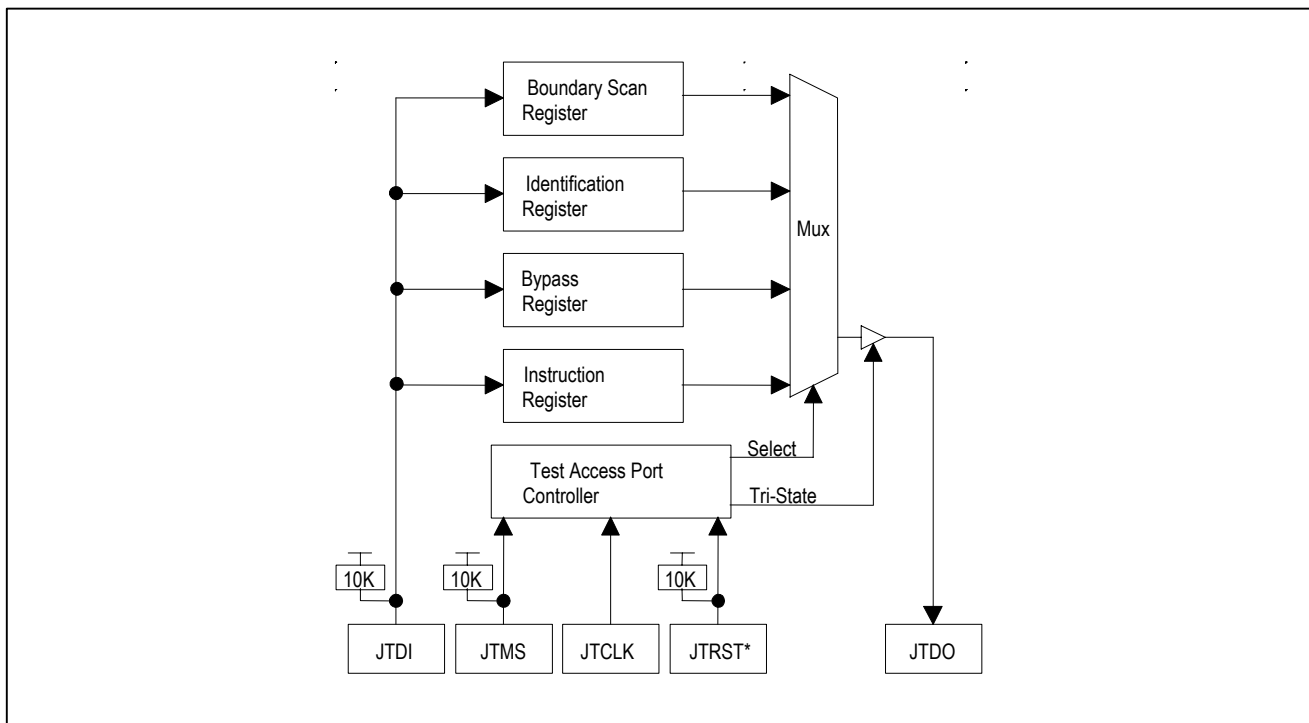 Boundary Scan
Register
Identification
Register
Mux
Bypass
Register
Instruction
Register
Select
Test Access Port
Controller
Tri-State
10K
10K
10K
JTDI
JTMS
JTCLK
JTRST*
JTDO